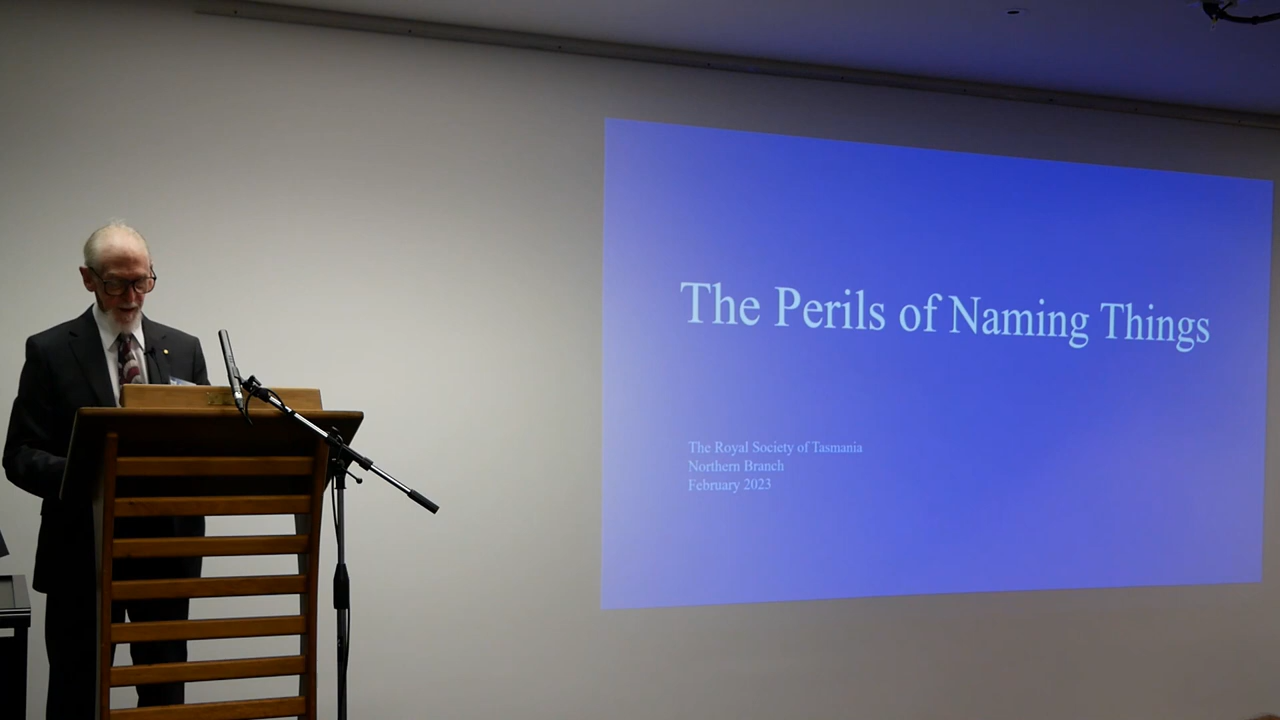 The Perils of Naming Things
The Royal Society of Tasmania
Northern Branch
February 2023